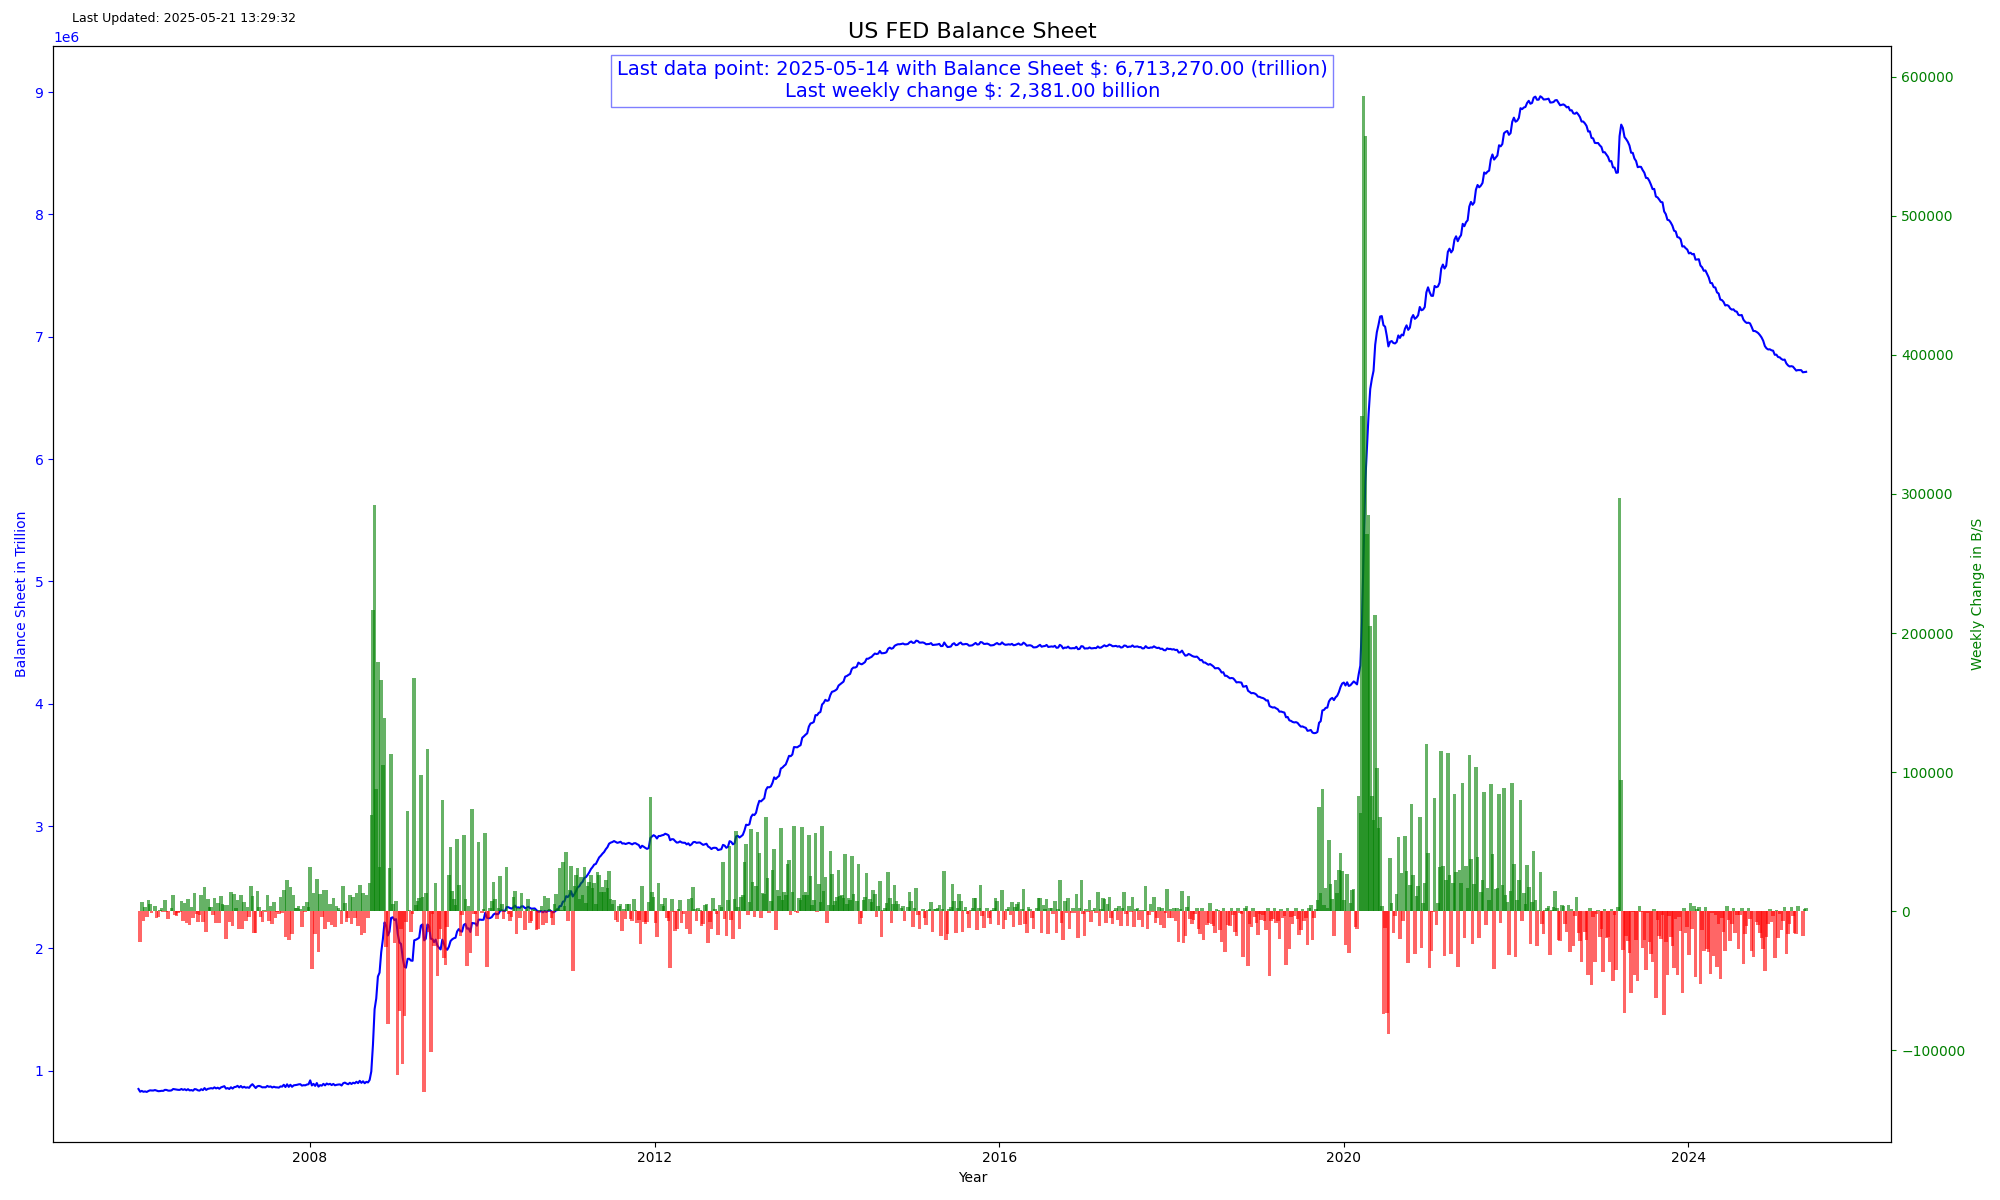 Last Updated: 2025-05-21 13:29:32
US FED Balance Sheet
1e6
Last data point: 2025-05-14 with Balance Sheet $: 6,713,270.00 (trillion)
Last weekly change $: 2,381.00 billion
9
8
7
6
5
4
3
2
1
Balance Sheet in Trillion
600000
500000
400000
300000
200000
100000
0
−100000
Weekly Change in B/S
2008
2012
2016
2020
2024
Year